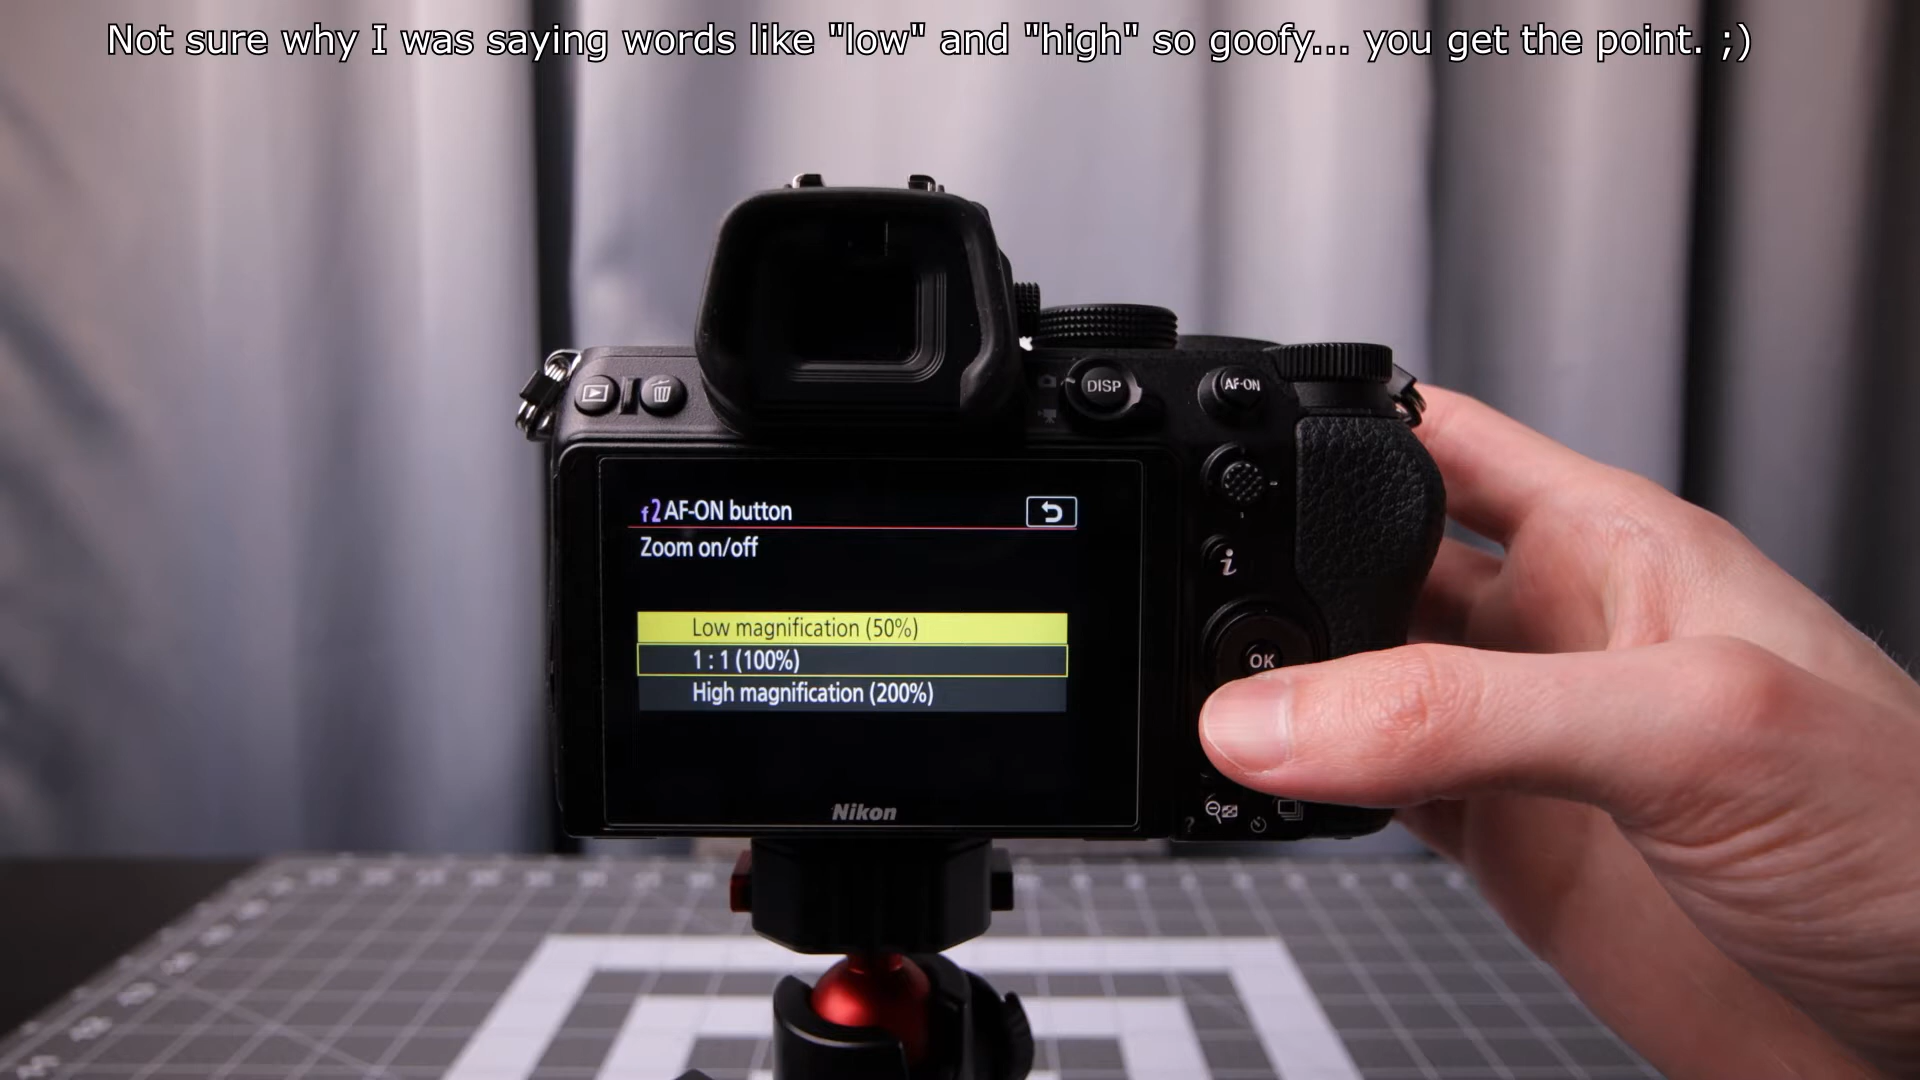 Not sure why I was saying words like "low" and "high" so goofy... you get the point. ;)
DISP
AF-ON
f2 AF-ON button
Zoom on/off
i
Low magnification (50%)
1 : 1 (100%)
OK
High magnification (200%)
Nikon
?